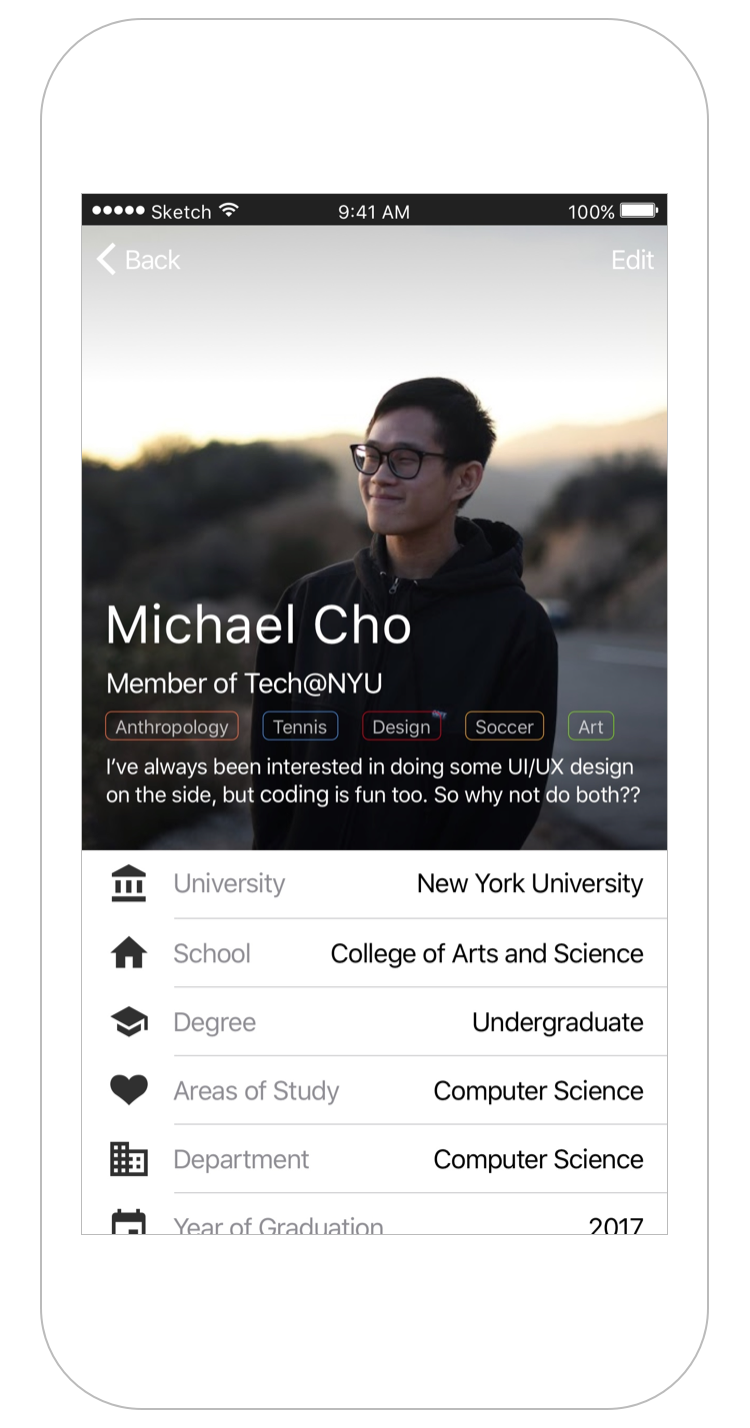 Sketch 9:41 AM 100%
Back Edit
Michael Cho
Member of Tech@NYU
Anthropology Tennis Design Soccer Art
I've always been interested in doing some UI/UX design
on the side, but coding is fun too. So why not do both??
University New York University
School College of Arts and Science
Degree Undergraduate
Areas of Study Computer Science
Department Computer Science
Year of Graduation 2017